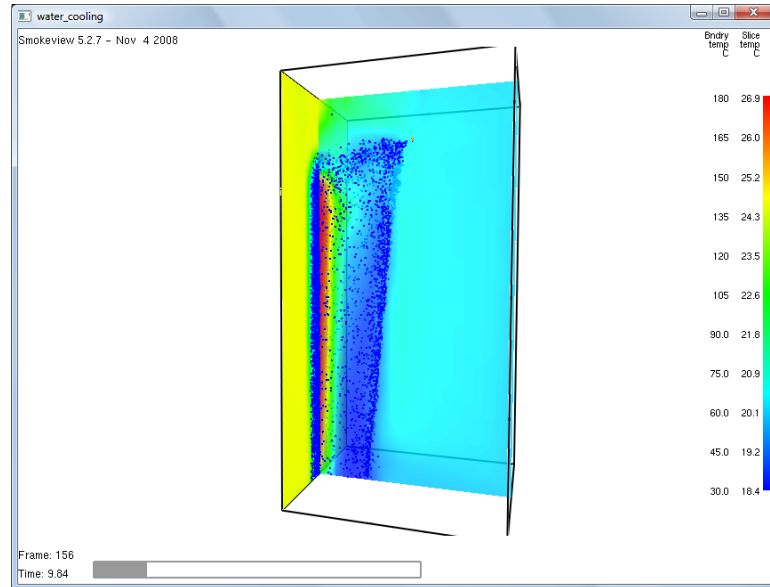 water_cooling
Smokeview 5.2.7 - Nov 4 2008
Bndry Slice
temp temp
C C
180 26.9
165 26.0
150 25.2
135 24.3
120 23.5
105 22.6
90.0 21.8
75.0 20.9
60.0 20.1
45.0 19.2
30.0 18.4
Frame: 156
Time: 9.84